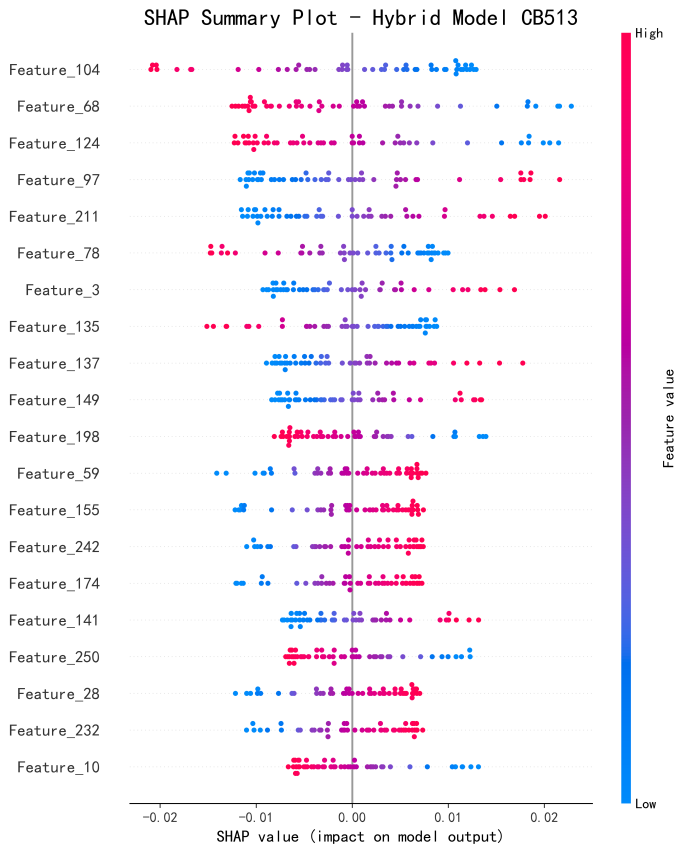 SHAP Summary Plot - Hybrid Model CB513
High
Feature_104
Feature_68
Feature_124
Feature_97
Feature_211
Feature_78
Feature_3
Feature_135
Feature_137
Feature_149
Feature_198
Feature_59
Feature_155
Feature_242
Feature_174
Feature_141
Feature_250
Feature_28
Feature_232
Feature_10
Feature value
Low
-0.02 -0.01 0.00 0.01 0.02
SHAP value (impact on model output)